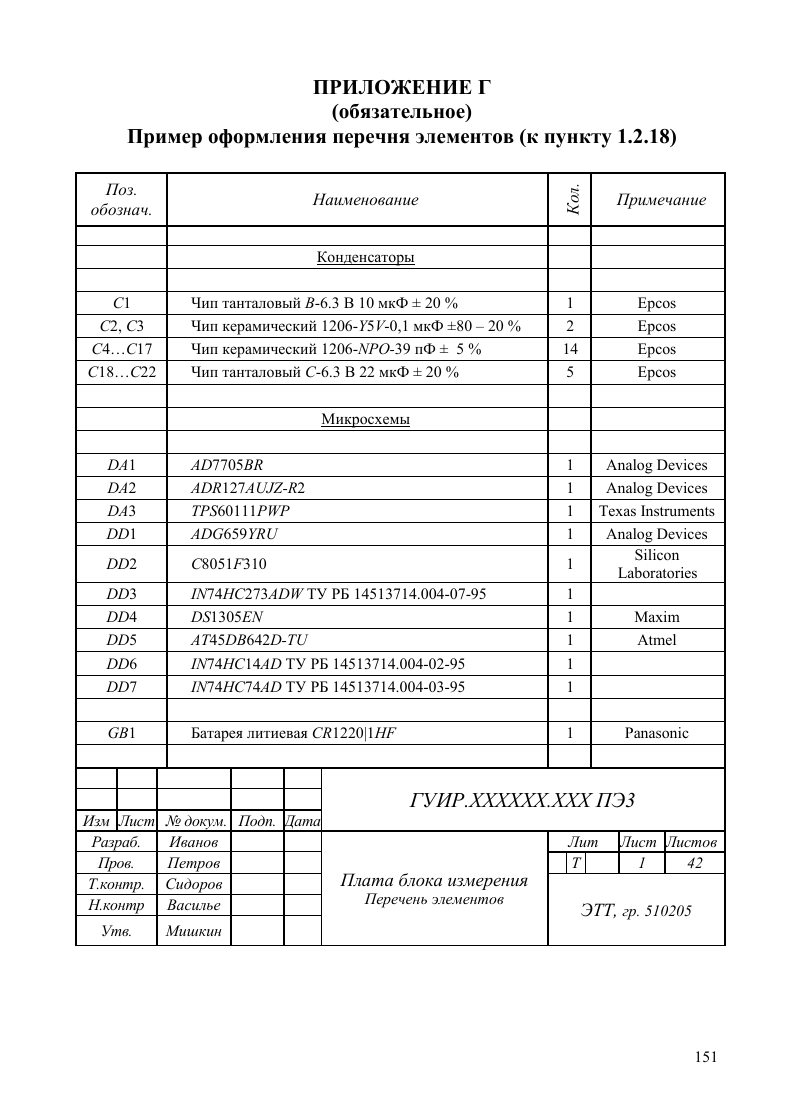 ПРИЛОЖЕНИЕ Г
(обязательное)
Пример оформления перечня элементов (к пункту 1.2.18)
Поз. обознач. Наименование Кол. Примечание
Конденсаторы
C1 Чип танталовый B-6.3 В 10 мкФ ± 20 % 1 Epcos
C2, C3 Чип керамический 1206-Y5V-0,1 мкФ ±80 – 20 % 2 Epcos
C4…C17 Чип керамический 1206-NPO-39 пФ ± 5 % 14 Epcos
C18…C22 Чип танталовый C-6.3 В 22 мкФ ± 20 % 5 Epcos
Микросхемы
DA1 AD7705BR 1 Analog Devices
DA2 ADR127AUJZ-R2 1 Analog Devices
DA3 TPS60111PWP 1 Texas Instruments
DD1 ADG659YRU 1 Analog Devices
DD2 C8051F310 1 Silicon Laboratories
DD3 IN74HC273ADW ТУ РБ 14513714.004-07-95 1
DD4 DS1305EN 1 Maxim
DD5 AT45DB642D-TU 1 Atmel
DD6 IN74HC14AD ТУ РБ 14513714.004-02-95 1
DD7 IN74HC74AD ТУ РБ 14513714.004-03-95 1
GB1 Батарея литиевая CR1220|1HF 1 Panasonic
ГУИР.XXXXXX.XXX ПЭ3
Изм Лист № докум. Подп. Дата
Разраб. Иванов
Пров. Петров
Т.контр. Сидоров
Н.контр Василье
Утв. Мишкин
Плата блока измерения
Перечень элементов
Лит Лист Листов
Т 1 42
ЭТТ, гр. 510205
151